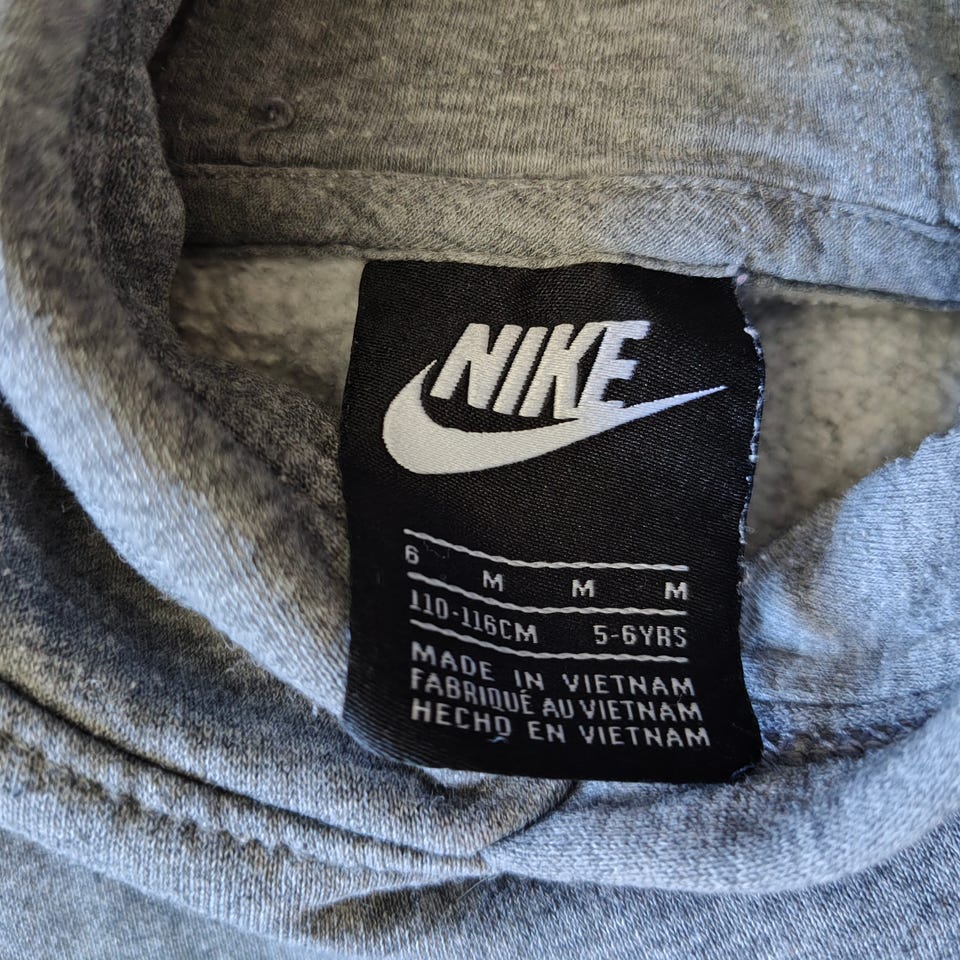 NIKE
6 M M M
110-116CM 5-6YRS
MADE IN VIETNAM
FABRIQUÉ AU VIETNAM
HECHO EN VIETNAM